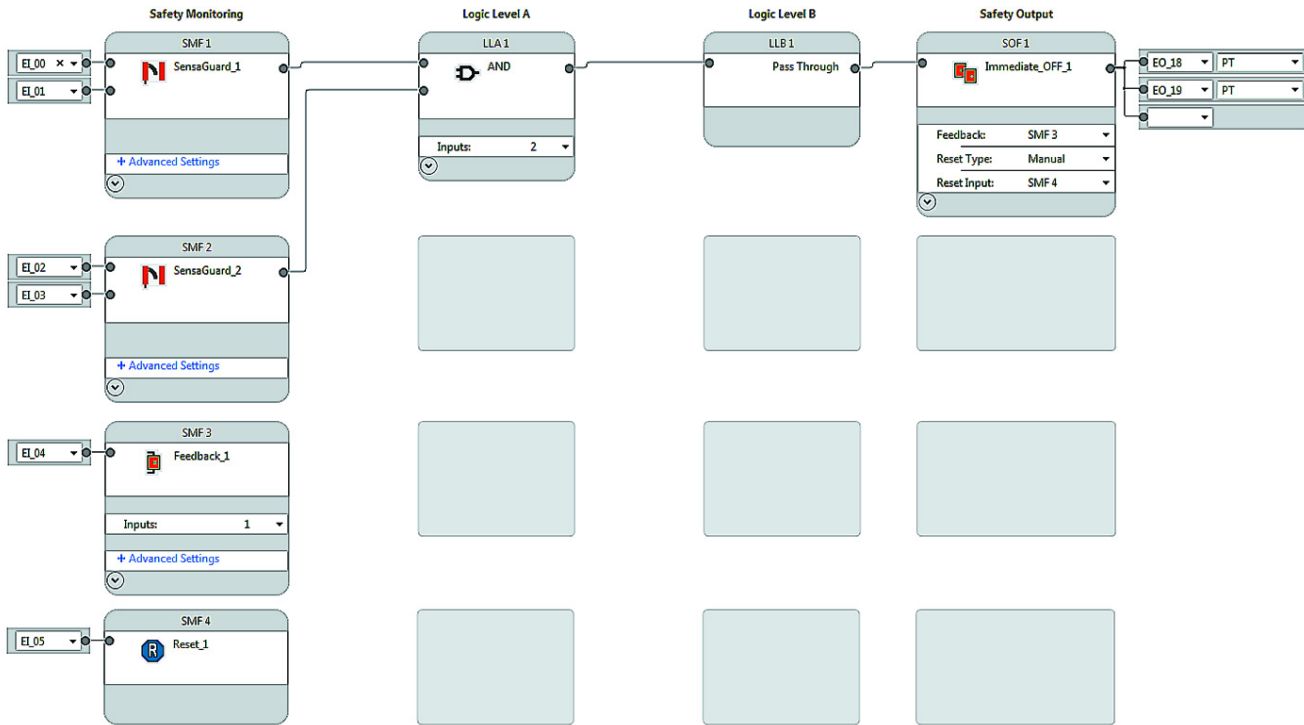 Safety Monitoring
Logic Level A
Logic Level B
Safety Output
SMF 1
EI_00
EI_01
SensaGuard_1
+ Advanced Settings
LLA 1
AND
Inputs: 2
LLB 1
Pass Through
SOF 1
Immediate_OFF_1
Feedback: SMF 3
Reset Type: Manual
Reset Input: SMF 4
EO_18 PT
EO_19 PT
SMF 2
EI_02
EI_03
SensaGuard_2
+ Advanced Settings
SMF 3
EI_04
Feedback_1
Inputs: 1
+ Advanced Settings
SMF 4
EI_05
Reset_1
R